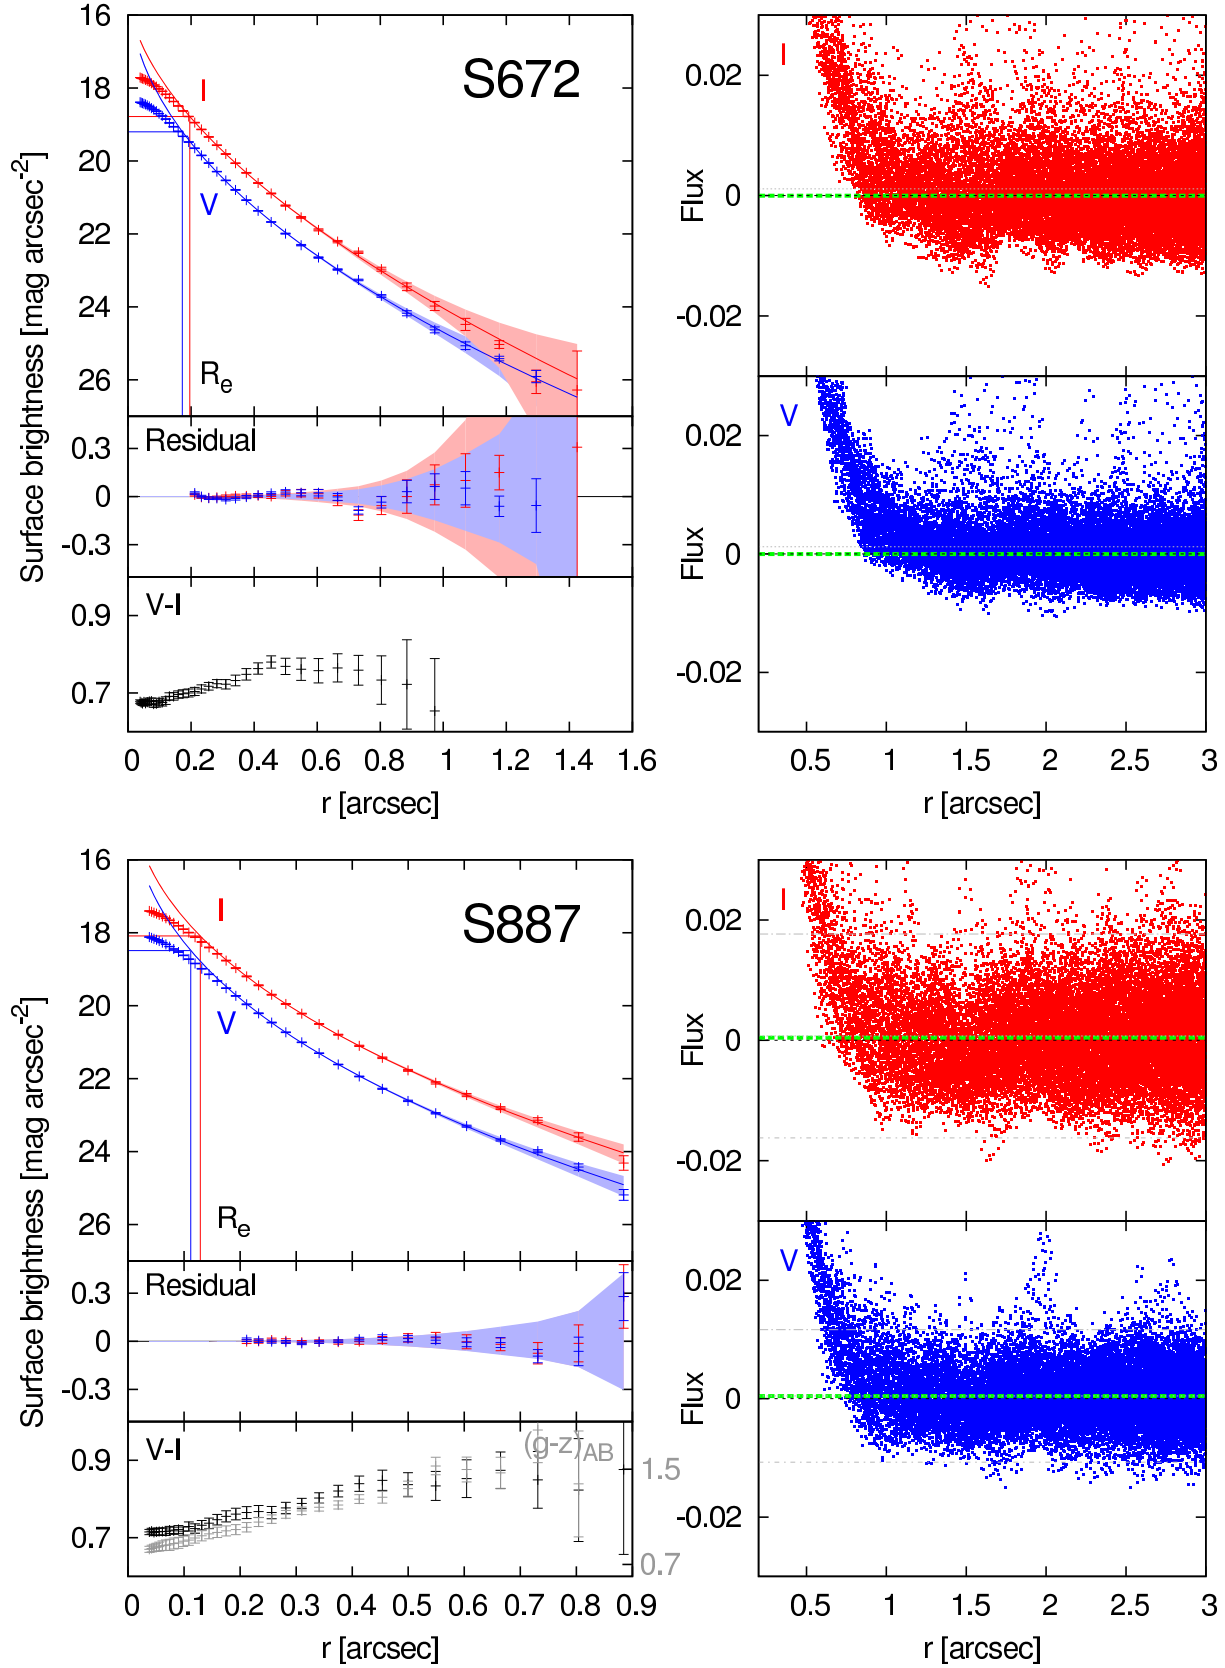 S672
I
V
R_e
16
18
20
22
24
26
Surface brightness [mag arcsec^-2]
Residual
0.3
0
-0.3
V-I
0.9
0.7
0 0.2 0.4 0.6 0.8 1 1.2 1.4 1.6
r [arcsec]
I
0.02
0
-0.02
Flux
V
0.02
0
-0.02
Flux
0.5 1 1.5 2 2.5 3
r [arcsec]
S887
I
V
R_e
16
18
20
22
24
26
Surface brightness [mag arcsec^-2]
Residual
0.3
0
-0.3
V-I
(g-z)_AB
0.9
0.7
1.5
0.7
0 0.1 0.2 0.3 0.4 0.5 0.6 0.7 0.8 0.9
r [arcsec]
I
0.02
0
-0.02
Flux
V
0.02
0
-0.02
Flux
0.5 1 1.5 2 2.5 3
r [arcsec]